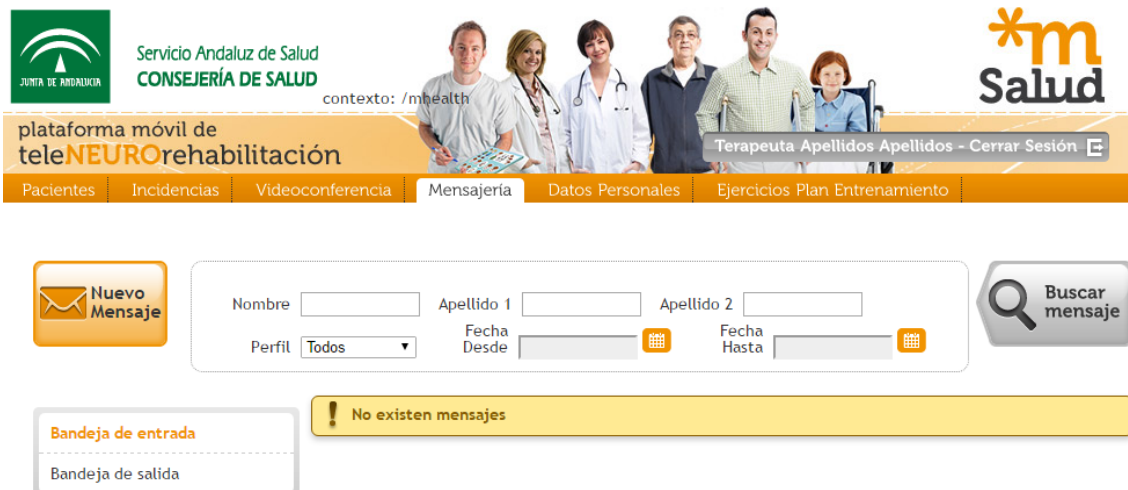 JUNTA DE ANDALUCIA
Servicio Andaluz de Salud
CONSEJERÍA DE SALUD
contexto: /mhealth
*m
Salud
plataforma móvil de
teleNEUROrehabilitación
Terapeuta Apellidos Apellidos - Cerrar Sesión
Pacientes Incidencias Videoconferencia Mensajería Datos Personales Ejercicios Plan Entrenamiento
Nuevo
Mensaje
Nombre Apellido 1 Apellido 2
Perfil Todos Fecha Desde Fecha Hasta
Buscar
mensaje
No existen mensajes
Bandeja de entrada
Bandeja de salida